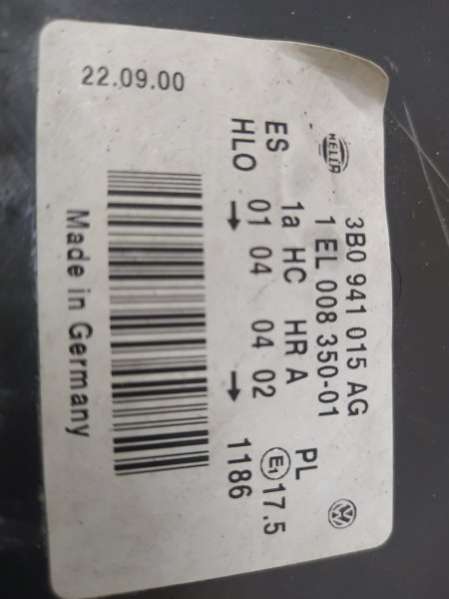 HELLA
3B0 941 015 AG
1 EL 008 350-01
PL
ES 1a HC HR A E1 17.5
HLO 01 04 04 02 1186
22.09.00
Made in Germany